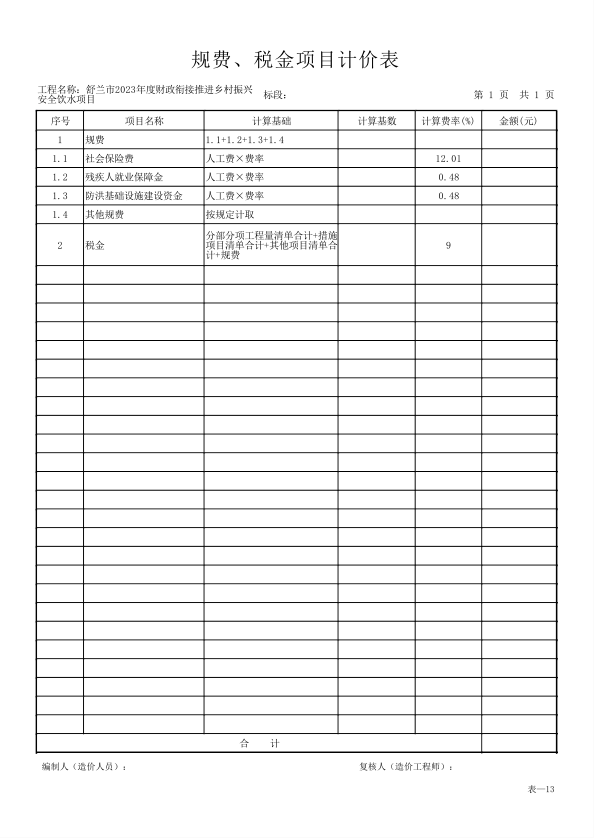 规费、税金项目计价表
工程名称：舒兰市2023年度财政衔接推进乡村振兴
安全饮水项目
标段：
第 1 页 共 1 页
序号 项目名称 计算基础 计算基数 计算费率(%) 金额(元)
1 规费 1.1+1.2+1.3+1.4
1.1 社会保险费 人工费×费率 12.01
1.2 残疾人就业保障金 人工费×费率 0.48
1.3 防洪基础设施建设资金 人工费×费率 0.48
1.4 其他规费 按规定计取
2 税金 分部分项工程量清单合计+措施
项目清单合计+其他项目清单合
计+规费
9
合 计
编制人（造价人员）： 复核人（造价工程师）：
表—13